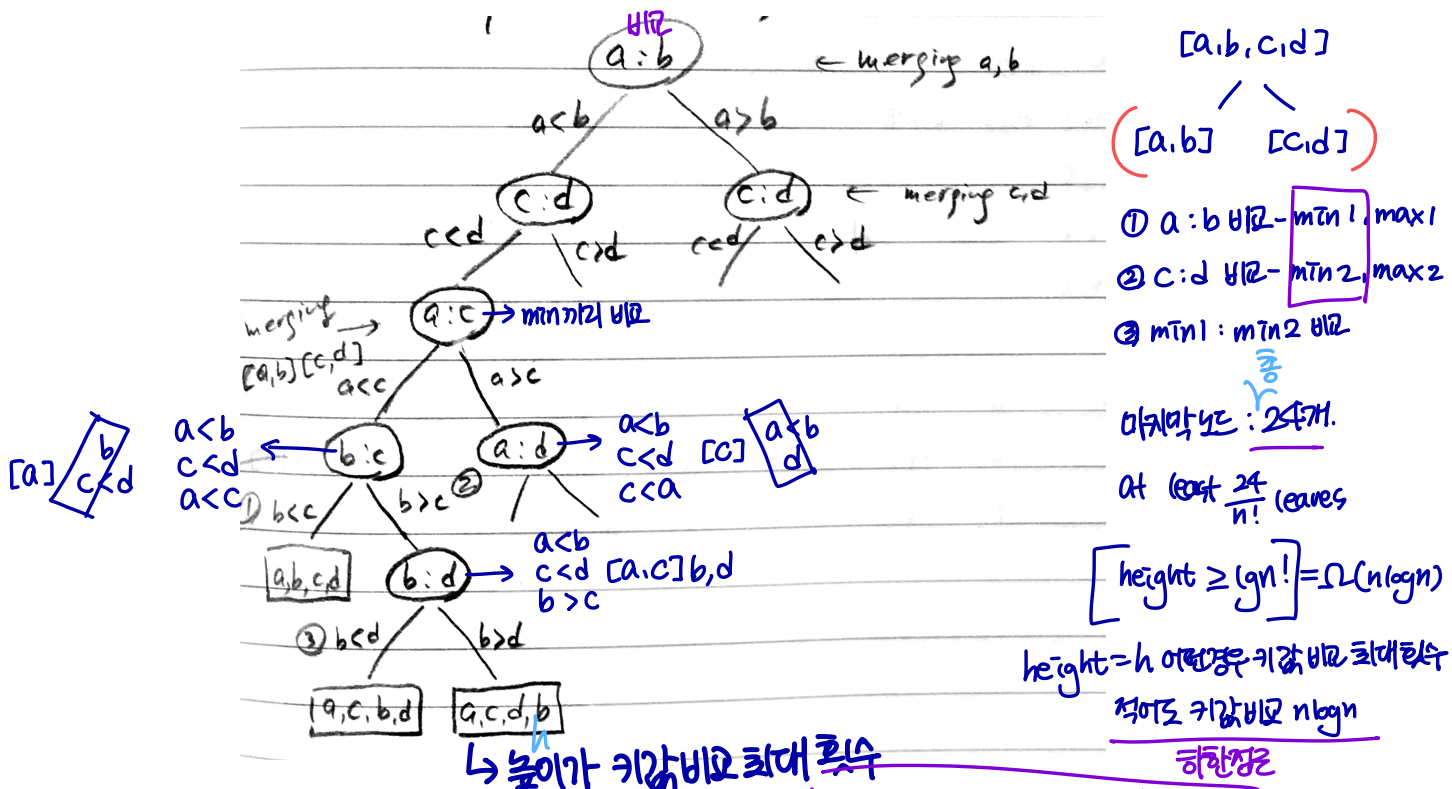 비교
a : b
← merging a, b
a<b
a>b
c : d
c : d
← merging c,d
c<d
c>d
c<d
c>d
merging →
[a,b][c,d]
a : c → min끼리 비교
a<c
a>c
[a] b
c<d
a<b
c<d
a<c
b : c
a : d
a<b
c<d
c<a
[c] a<b
d
① b<c
b>c
②
a,b,c,d
b : d
a<b
c<d [a,c] b,d
b>c
③ b<d
b>d
a,c,b,d
a,c,d,b
h
↳ 높이가 키값비교 최대 횟수
[a,b,c,d]
[a,b] [c,d]
① a : b 비교 - min1, max1
② c : d 비교 - min2, max2
③ min1 : min2 비교
총
마지막 노드 : 24개.
at least 24/n! leaves
[height ≥ lgn!] = Ω(nlogn)
height = h 어떤경우 키값 비교 최대 횟수
적어도 키값비교 nlogn
하한정근